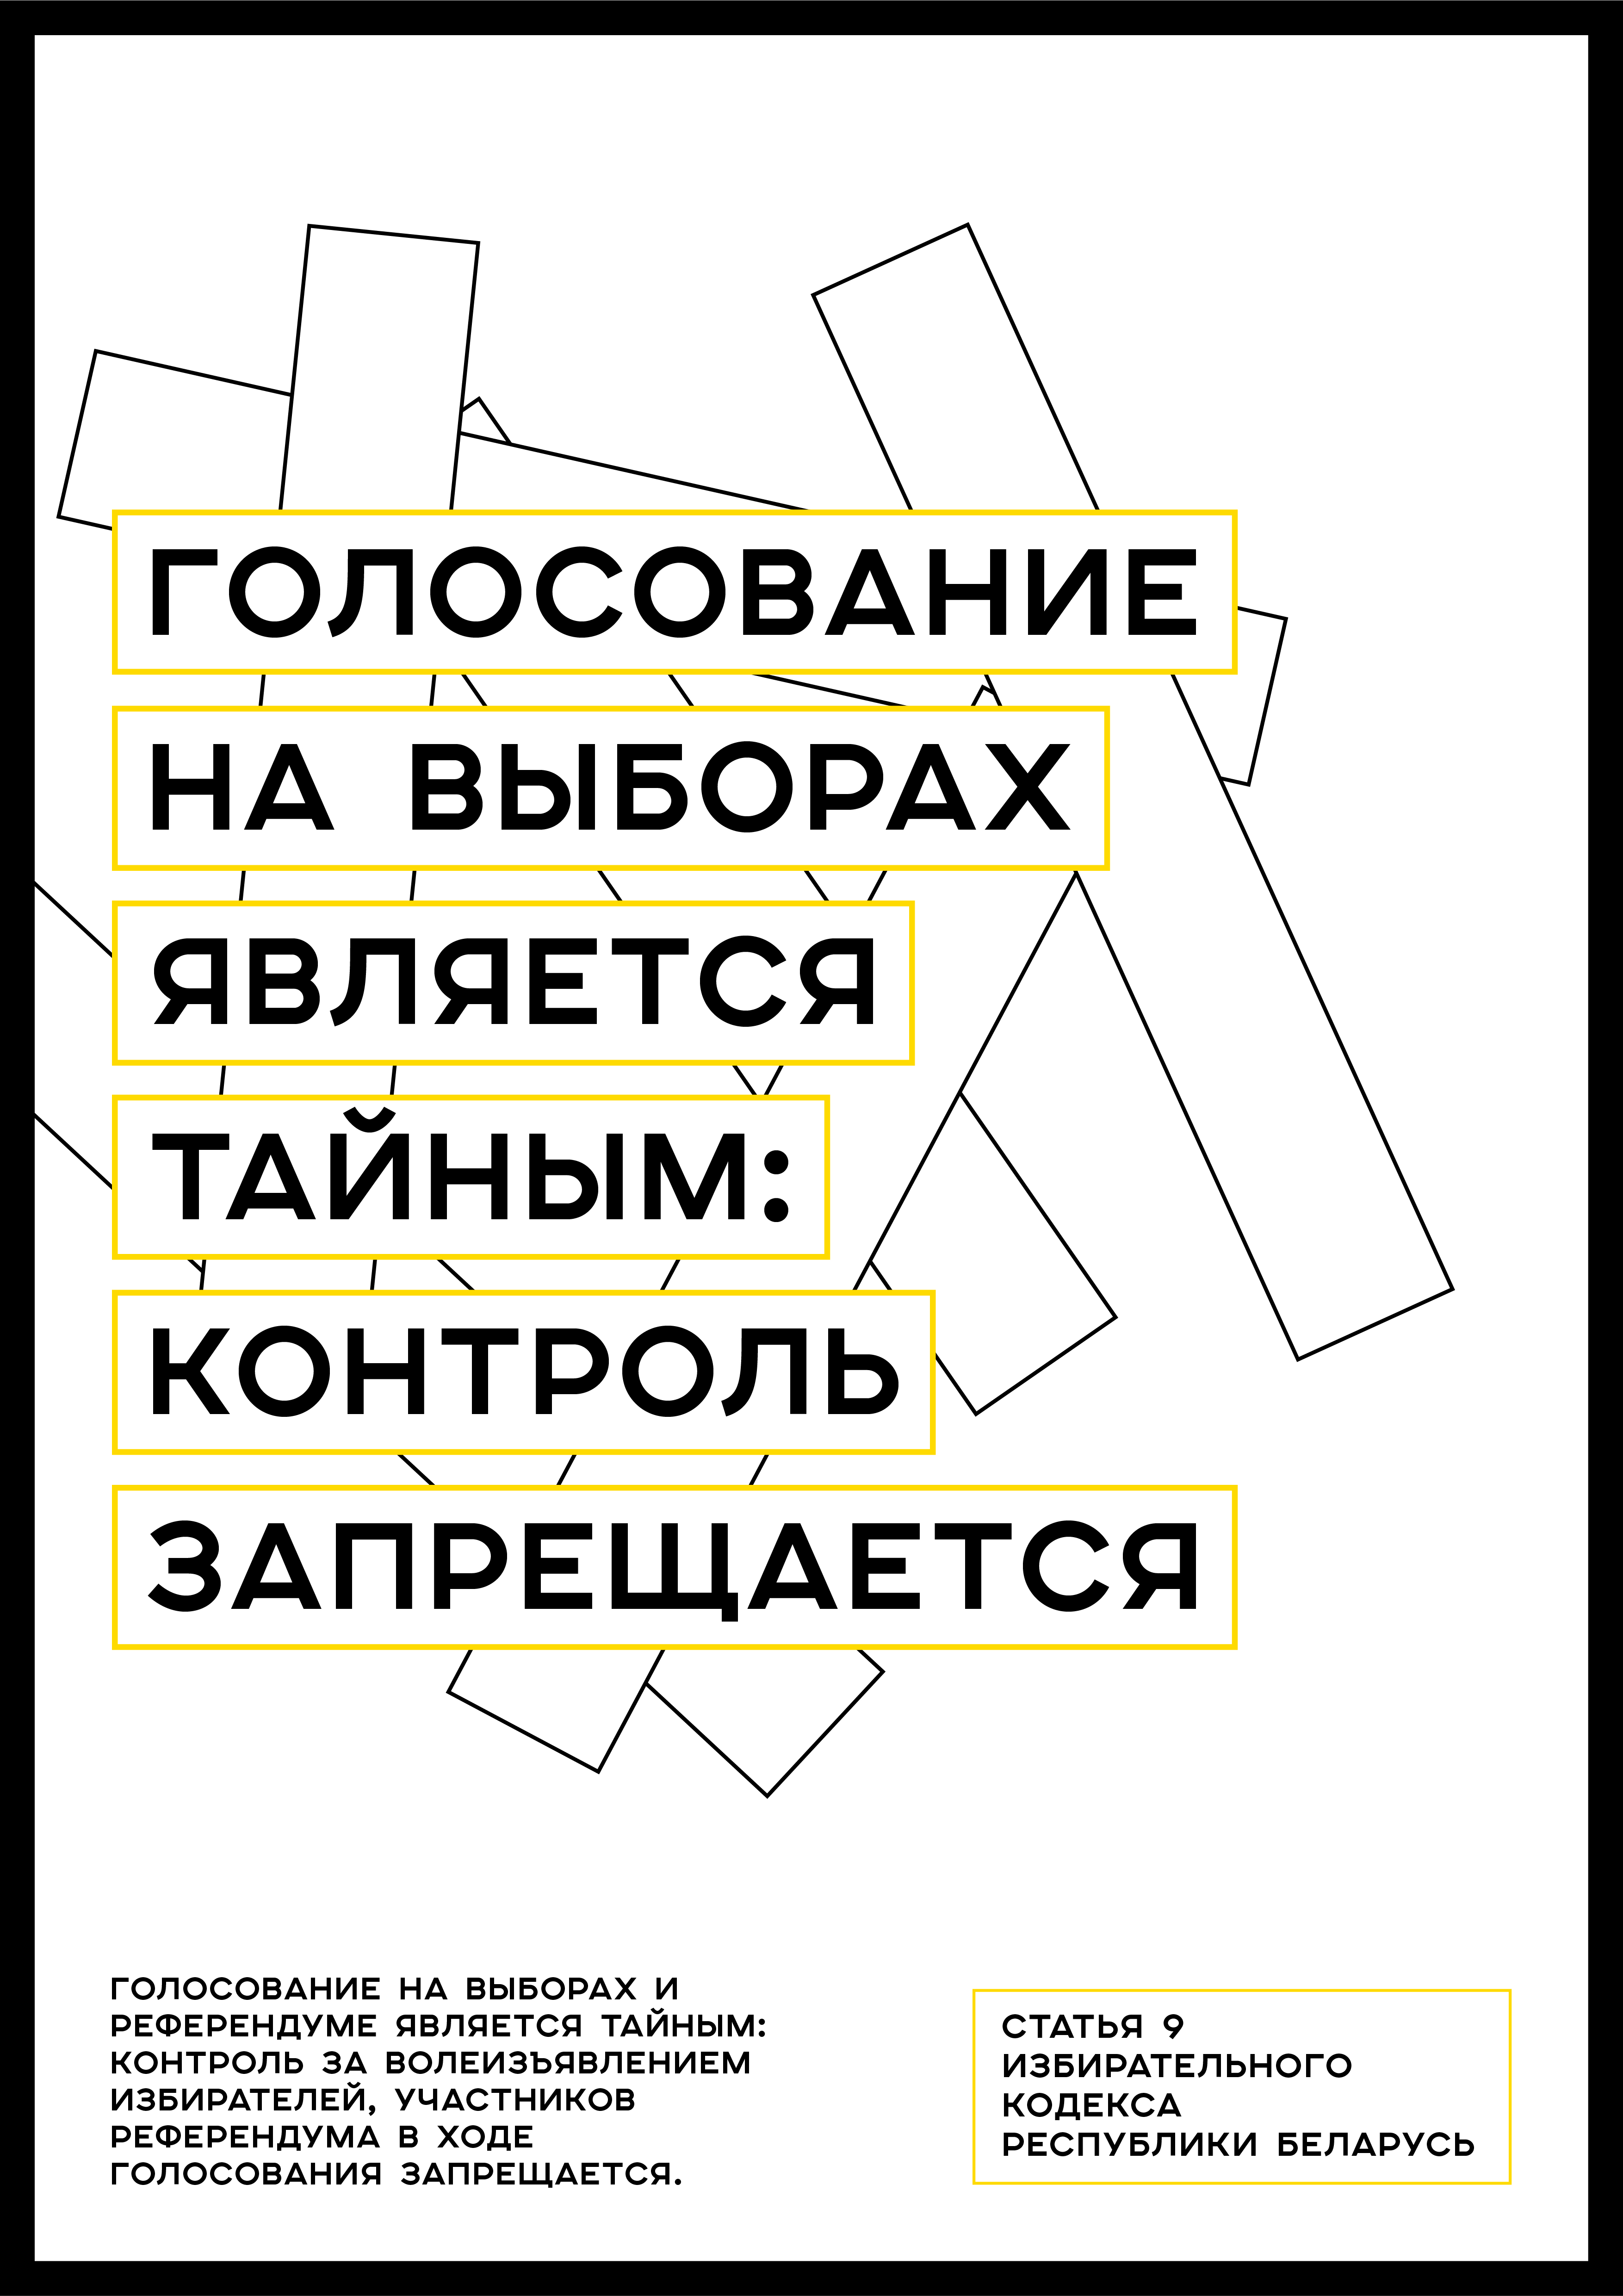 ГОЛОСОВАНИЕ
НА ВЫБОРАХ
ЯВЛЯЕТСЯ
ТАЙНЫМ:
КОНТРОЛЬ
ЗАПРЕЩАЕТСЯ
ГОЛОСОВАНИЕ НА ВЫБОРАХ И
РЕФЕРЕНДУМЕ ЯВЛЯЕТСЯ ТАЙНЫМ:
КОНТРОЛЬ ЗА ВОЛЕИЗЪЯВЛЕНИЕМ
ИЗБИРАТЕЛЕЙ, УЧАСТНИКОВ
РЕФЕРЕНДУМА В ХОДЕ
ГОЛОСОВАНИЯ ЗАПРЕЩАЕТСЯ.
СТАТЬЯ 9
ИЗБИРАТЕЛЬНОГО
КОДЕКСА
РЕСПУБЛИКИ БЕЛАРУСЬ